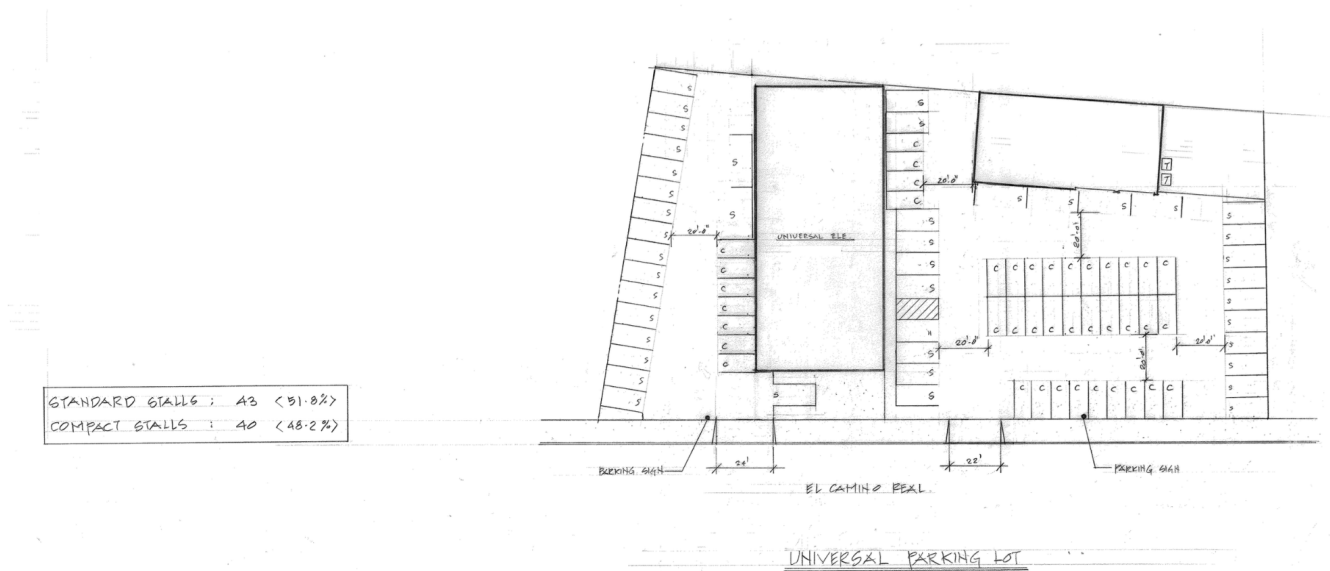 STANDARD STALLS : 43 <51.8%>
COMPACT STALLS : 40 <48.2%>
UNIVERSAL ELE
20'-0"
20'-0"
20'-0"
20'-0"
20'-0"
20'-0"
S S S S S S S S S S S S S S S S S
S
S
C
C
C
C
C
C
C
S
S
S
C
C
C
C
S
S
S
S
H
S
S
S
T
T
S S S S
C C C C C C C C C C
C C C C C C C C C C
C C C C C C C C C
S
S
S
S
S
S
S
S
S
S
S
PARKING SIGN
24'
22'
PARKING SIGN
EL CAMINO REAL
UNIVERSAL PARKING LOT